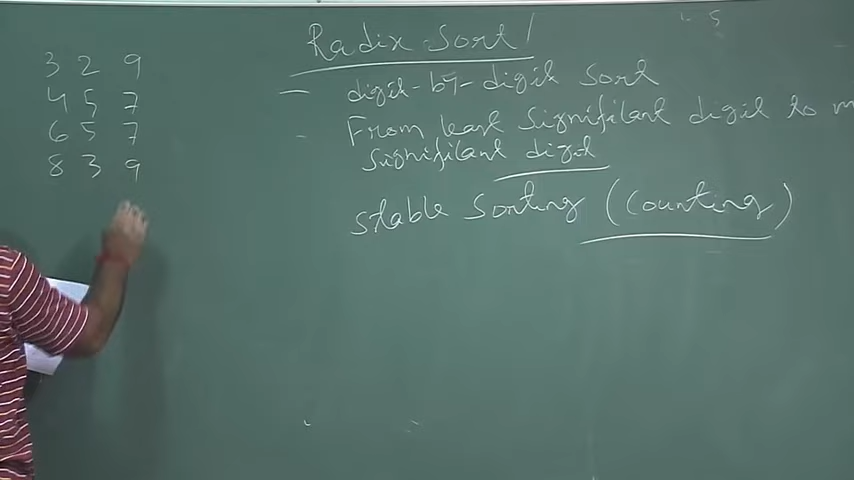 Radix Sort
3 2 9
4 5 7
6 5 7
8 3 9
- digit-by-digit sort
- From least significant digit to m
significant digit
stable sorting (counting)